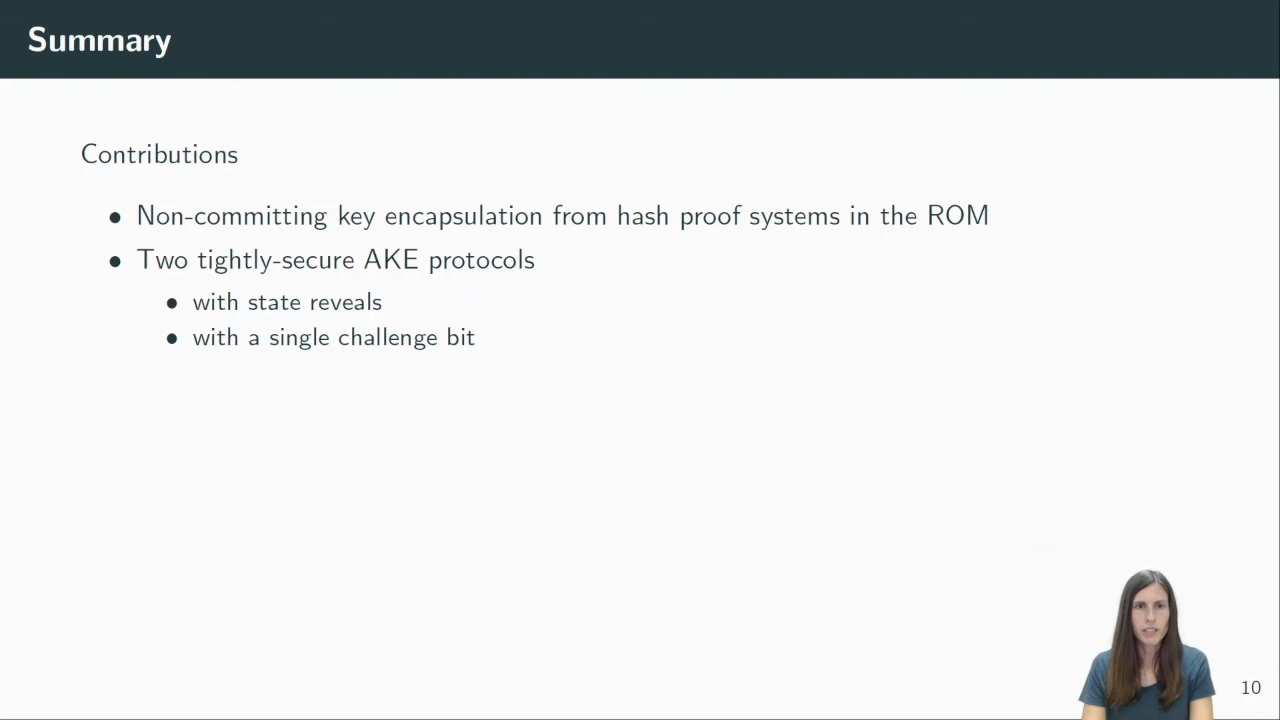 Summary
Contributions
• Non-committing key encapsulation from hash proof systems in the ROM
• Two tightly-secure AKE protocols
• with state reveals
• with a single challenge bit
10